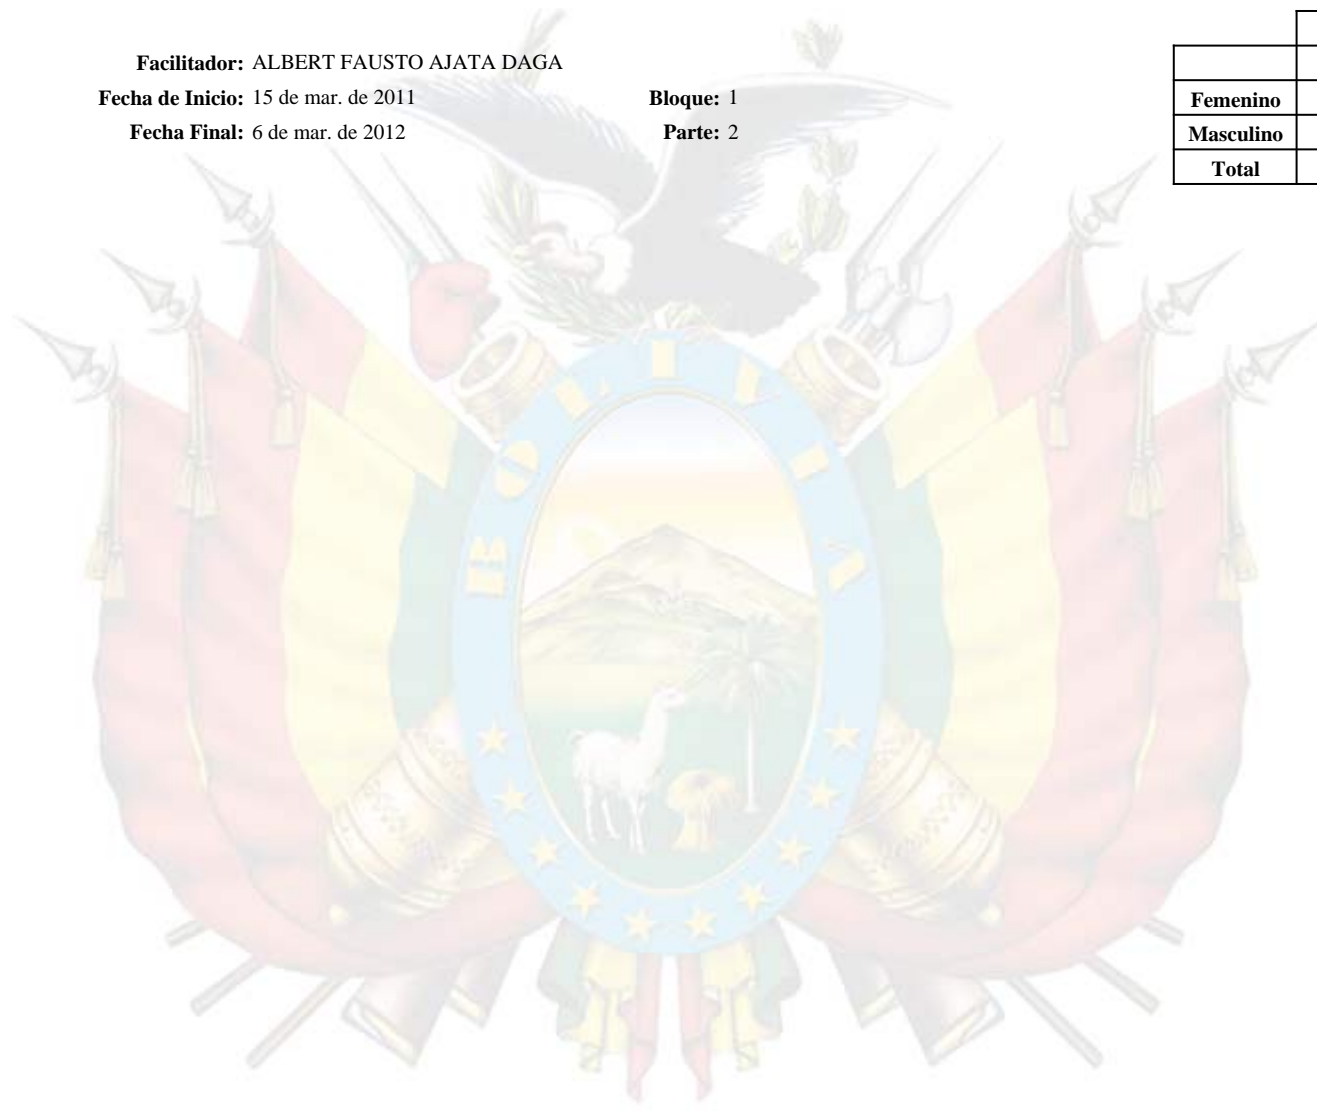 Facilitador: ALBERT FAUSTO AJATA DAGA
Fecha de Inicio: 15 de mar. de 2011 Bloque: 1
Fecha Final: 6 de mar. de 2012 Parte: 2
Femenino
Masculino
Total
BOLIVIA